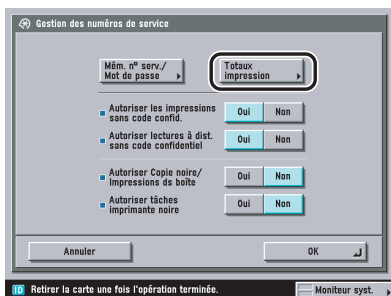 Gestion des numéros de service
Mém. nº serv./
Mot de passe
Totaux
impression
Autoriser les impressions
sans code confid.
Oui Non
Autoriser lectures à dist.
sans code confidentiel
Oui Non
Autoriser Copie noire/
Impressions ds boîte
Oui Non
Autoriser tâches
imprimante noire
Oui Non
Annuler
OK
ID Retirer la carte une fois l'opération terminée.
Moniteur syst.